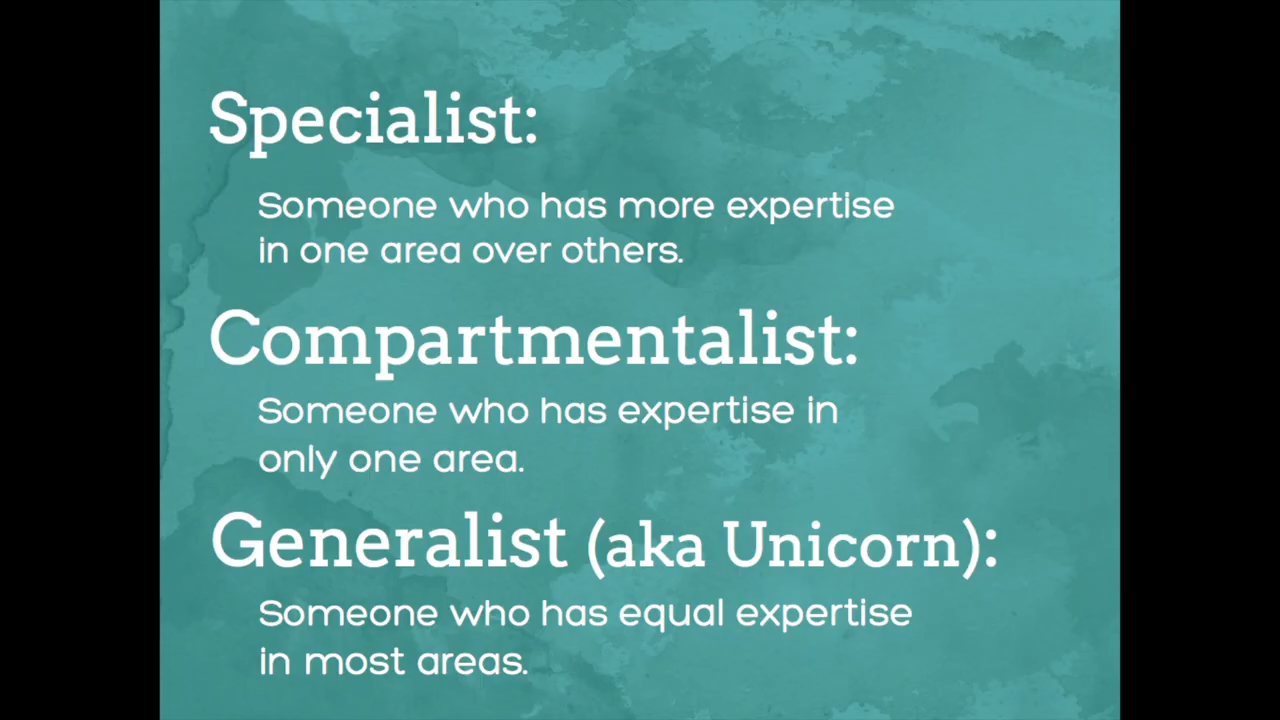 Specialist:
Someone who has more expertise
in one area over others.
Compartmentalist:
Someone who has expertise in
only one area.
Generalist (aka Unicorn):
Someone who has equal expertise
in most areas.